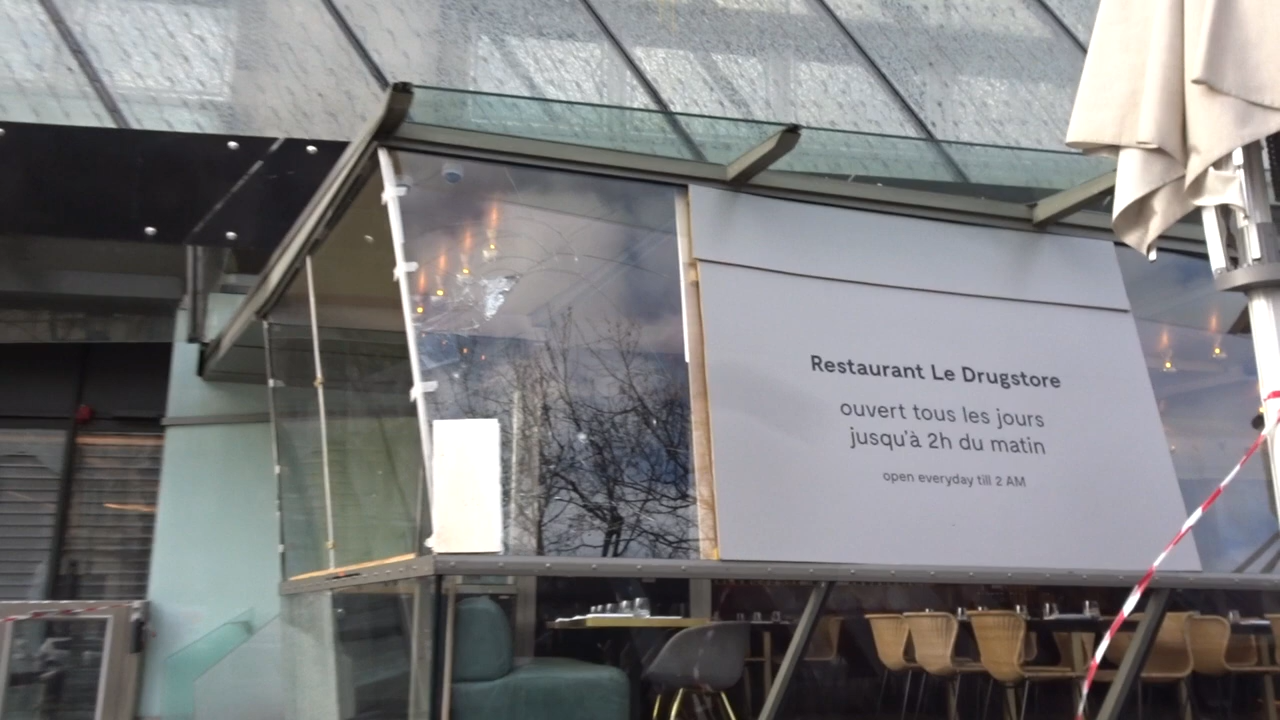 Restaurant Le Drugstore
ouvert tous les jours
jusqu'à 2h du matin
open everyday till 2 AM